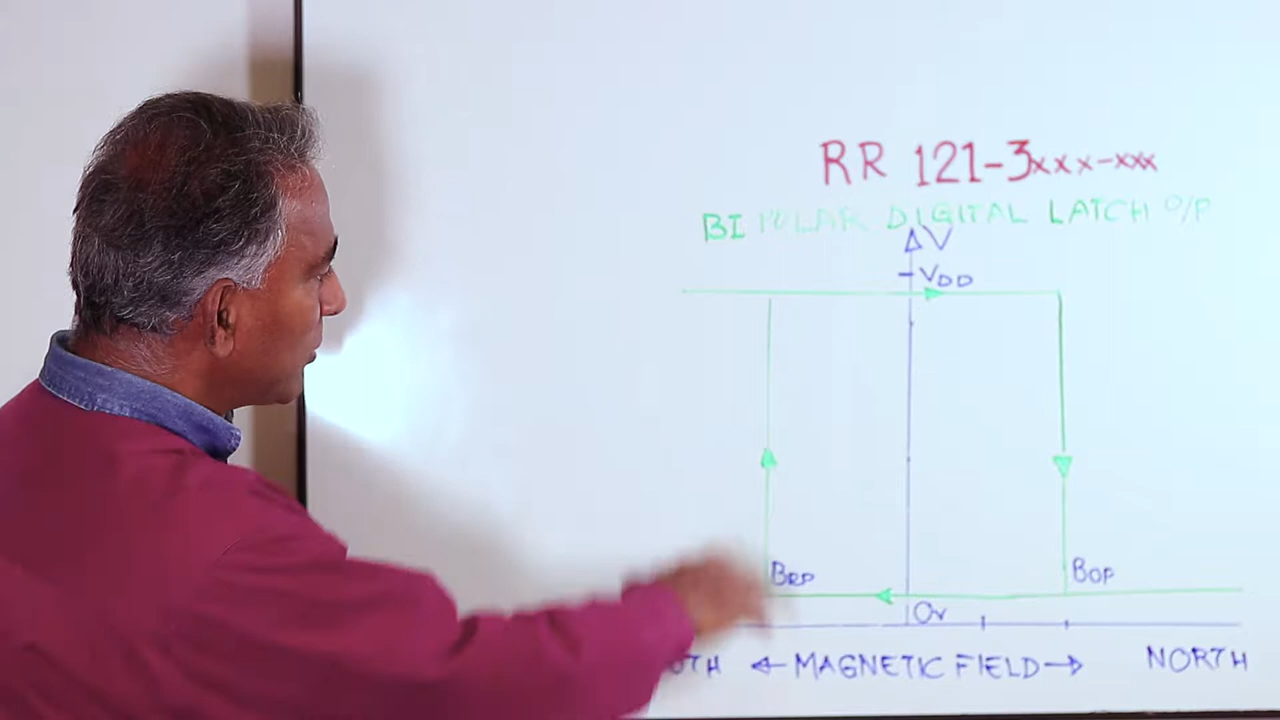 RR 121-3xxx-xxx
BIPOLAR DIGITAL LATCH O/P
V
VDD
BRP
BOP
0V
← MAGNETIC FIELD → NORTH